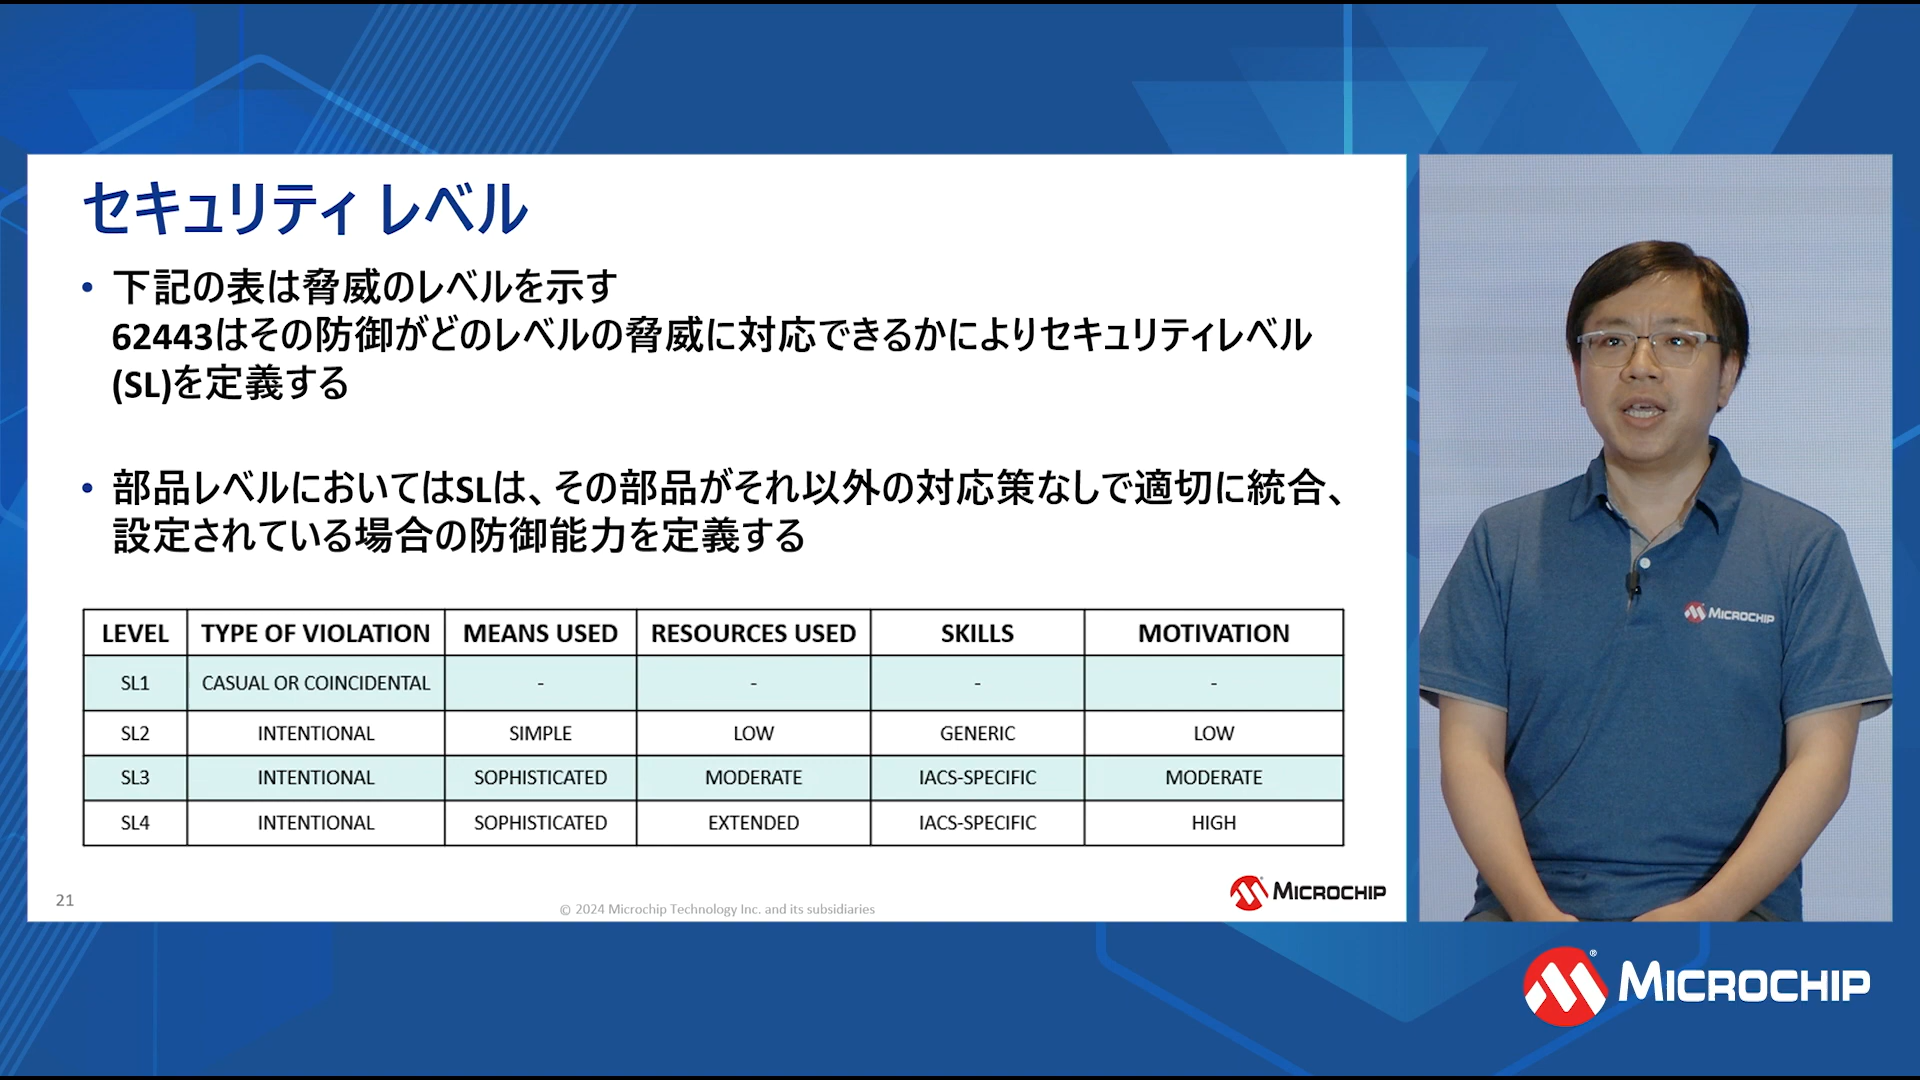 セキュリティ レベル
• 下記の表は脅威のレベルを示す
62443はその防御がどのレベルの脅威に対応できるかによりセキュリティレベル
(SL)を定義する
• 部品レベルにおいてはSLは、その部品がそれ以外の対応策なしで適切に統合、
設定されている場合の防御能力を定義する
LEVEL TYPE OF VIOLATION MEANS USED RESOURCES USED SKILLS MOTIVATION
SL1 CASUAL OR COINCIDENTAL - - - -
SL2 INTENTIONAL SIMPLE LOW GENERIC LOW
SL3 INTENTIONAL SOPHISTICATED MODERATE IACS-SPECIFIC MODERATE
SL4 INTENTIONAL SOPHISTICATED EXTENDED IACS-SPECIFIC HIGH
21
© 2024 Microchip Technology Inc. and its subsidiaries
MICROCHIP
MICROCHIP
MICROCHIP